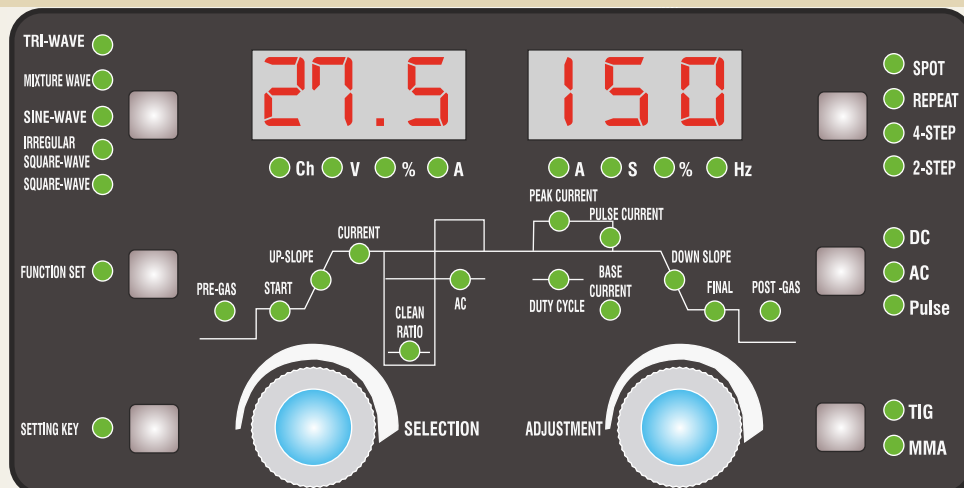 TRI-WAVE
MIXTURE WAVE
SINE-WAVE
IRREGULAR
SQUARE-WAVE
SQUARE-WAVE
27.5
150
Ch V % A
A S % Hz
SPOT
REPEAT
4-STEP
2-STEP
FUNCTION SET
PRE-GAS
START
UP-SLOPE
CURRENT
CLEAN
RATIO
AC
PEAK CURRENT
PULSE CURRENT
DUTY CYCLE
BASE
CURRENT
DOWN SLOPE
FINAL
POST -GAS
DC
AC
Pulse
SETTING KEY
SELECTION
ADJUSTMENT
TIG
MMA